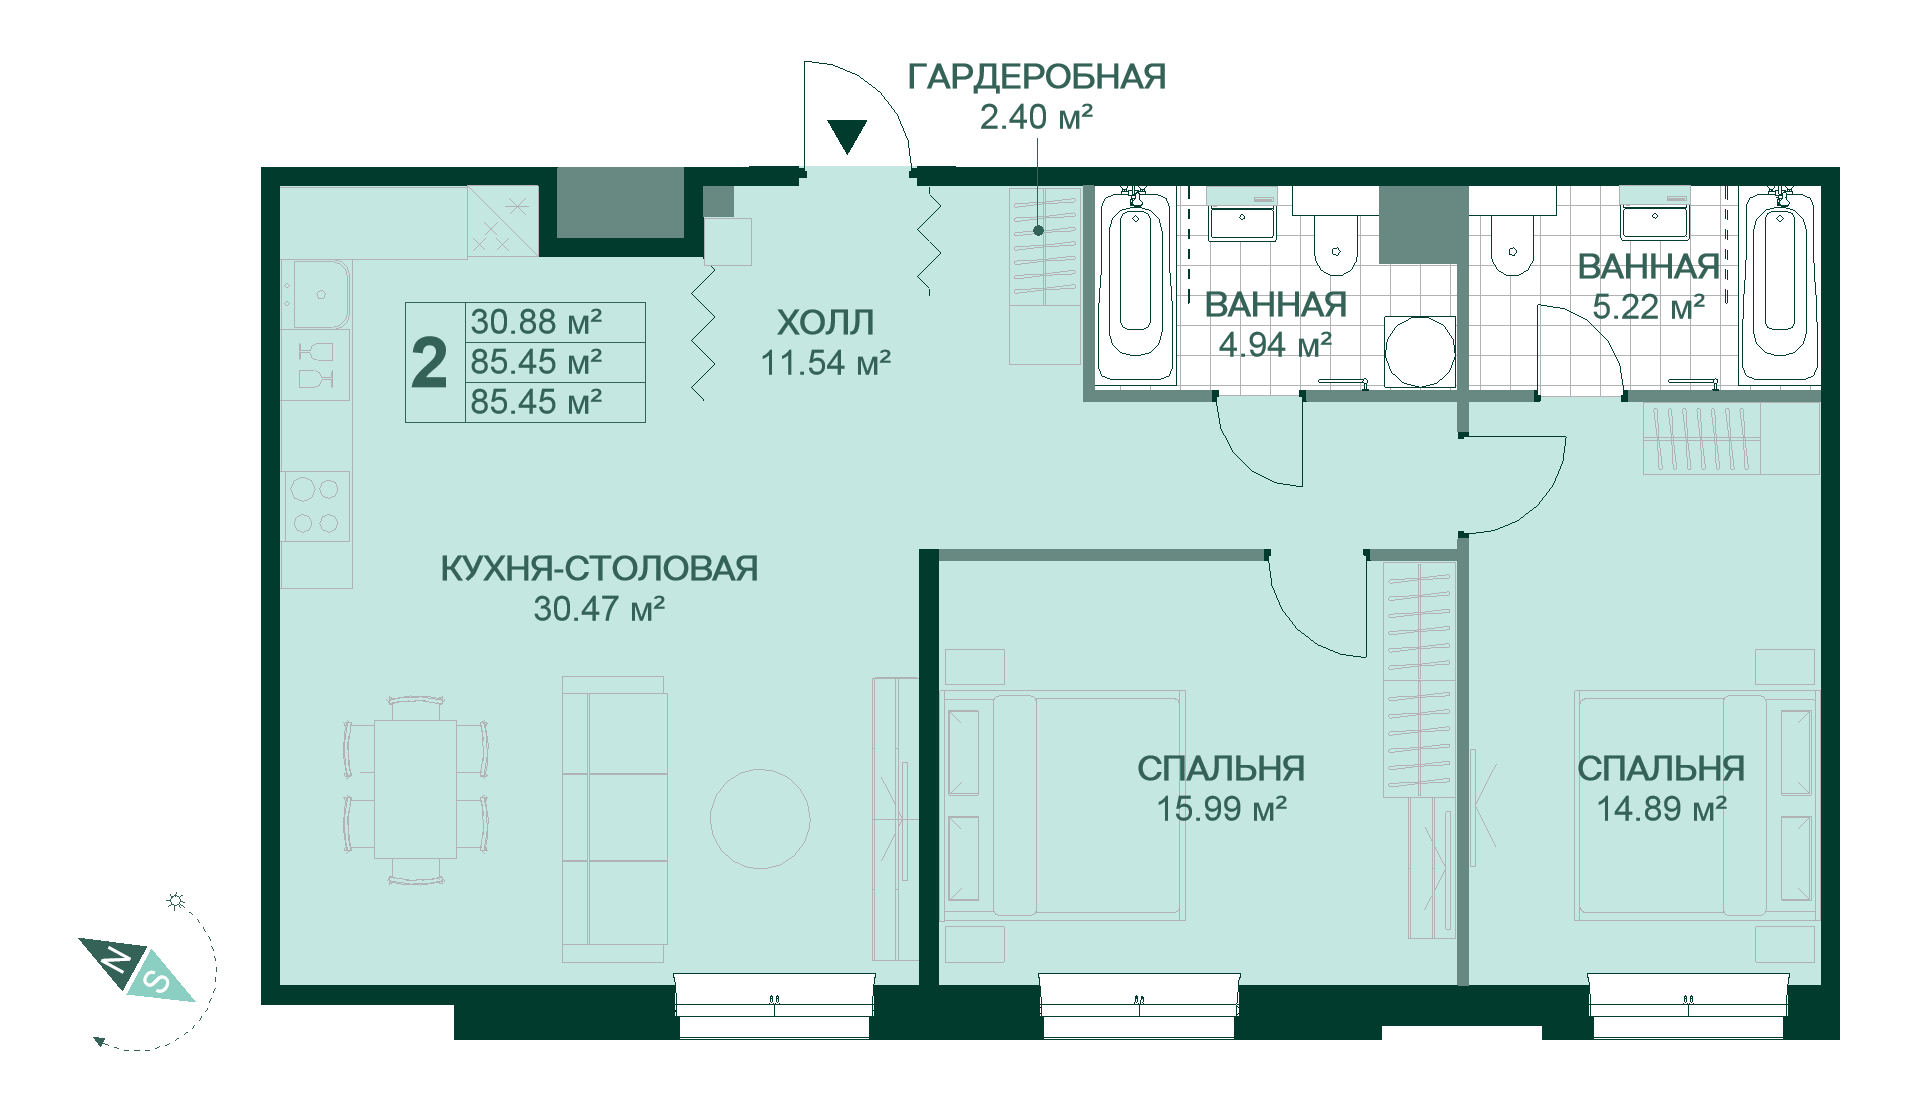 ГАРДЕРОБНАЯ
2.40 м²
2
30.88 м²
85.45 м²
85.45 м²
ХОЛЛ
11.54 м²
ВАННАЯ
4.94 м²
ВАННАЯ
5.22 м²
КУХНЯ-СТОЛОВАЯ
30.47 м²
СПАЛЬНЯ
15.99 м²
СПАЛЬНЯ
14.89 м²
N
S